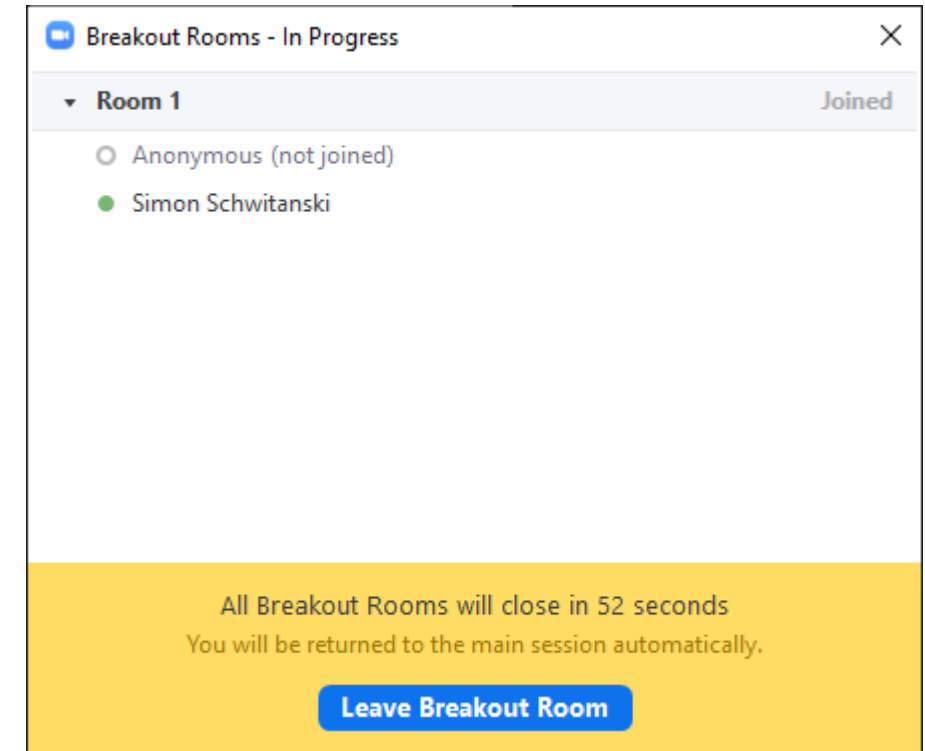 Breakout Rooms - In Progress
Room 1 Joined
Anonymous (not joined)
Simon Schwitanski
All Breakout Rooms will close in 52 seconds
You will be returned to the main session automatically.
Leave Breakout Room